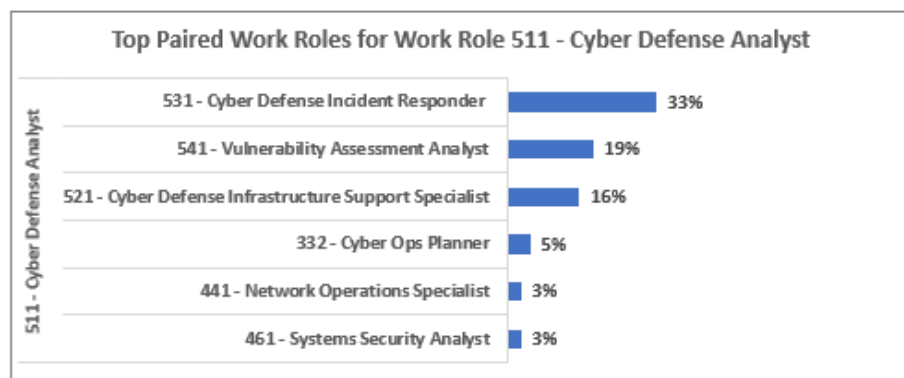 Top Paired Work Roles for Work Role 511 - Cyber Defense Analyst
511 - Cyber Defense Analyst
531 - Cyber Defense Incident Responder 33%
541 - Vulnerability Assessment Analyst 19%
521 - Cyber Defense Infrastructure Support Specialist 16%
332 - Cyber Ops Planner 5%
441 - Network Operations Specialist 3%
461 - Systems Security Analyst 3%